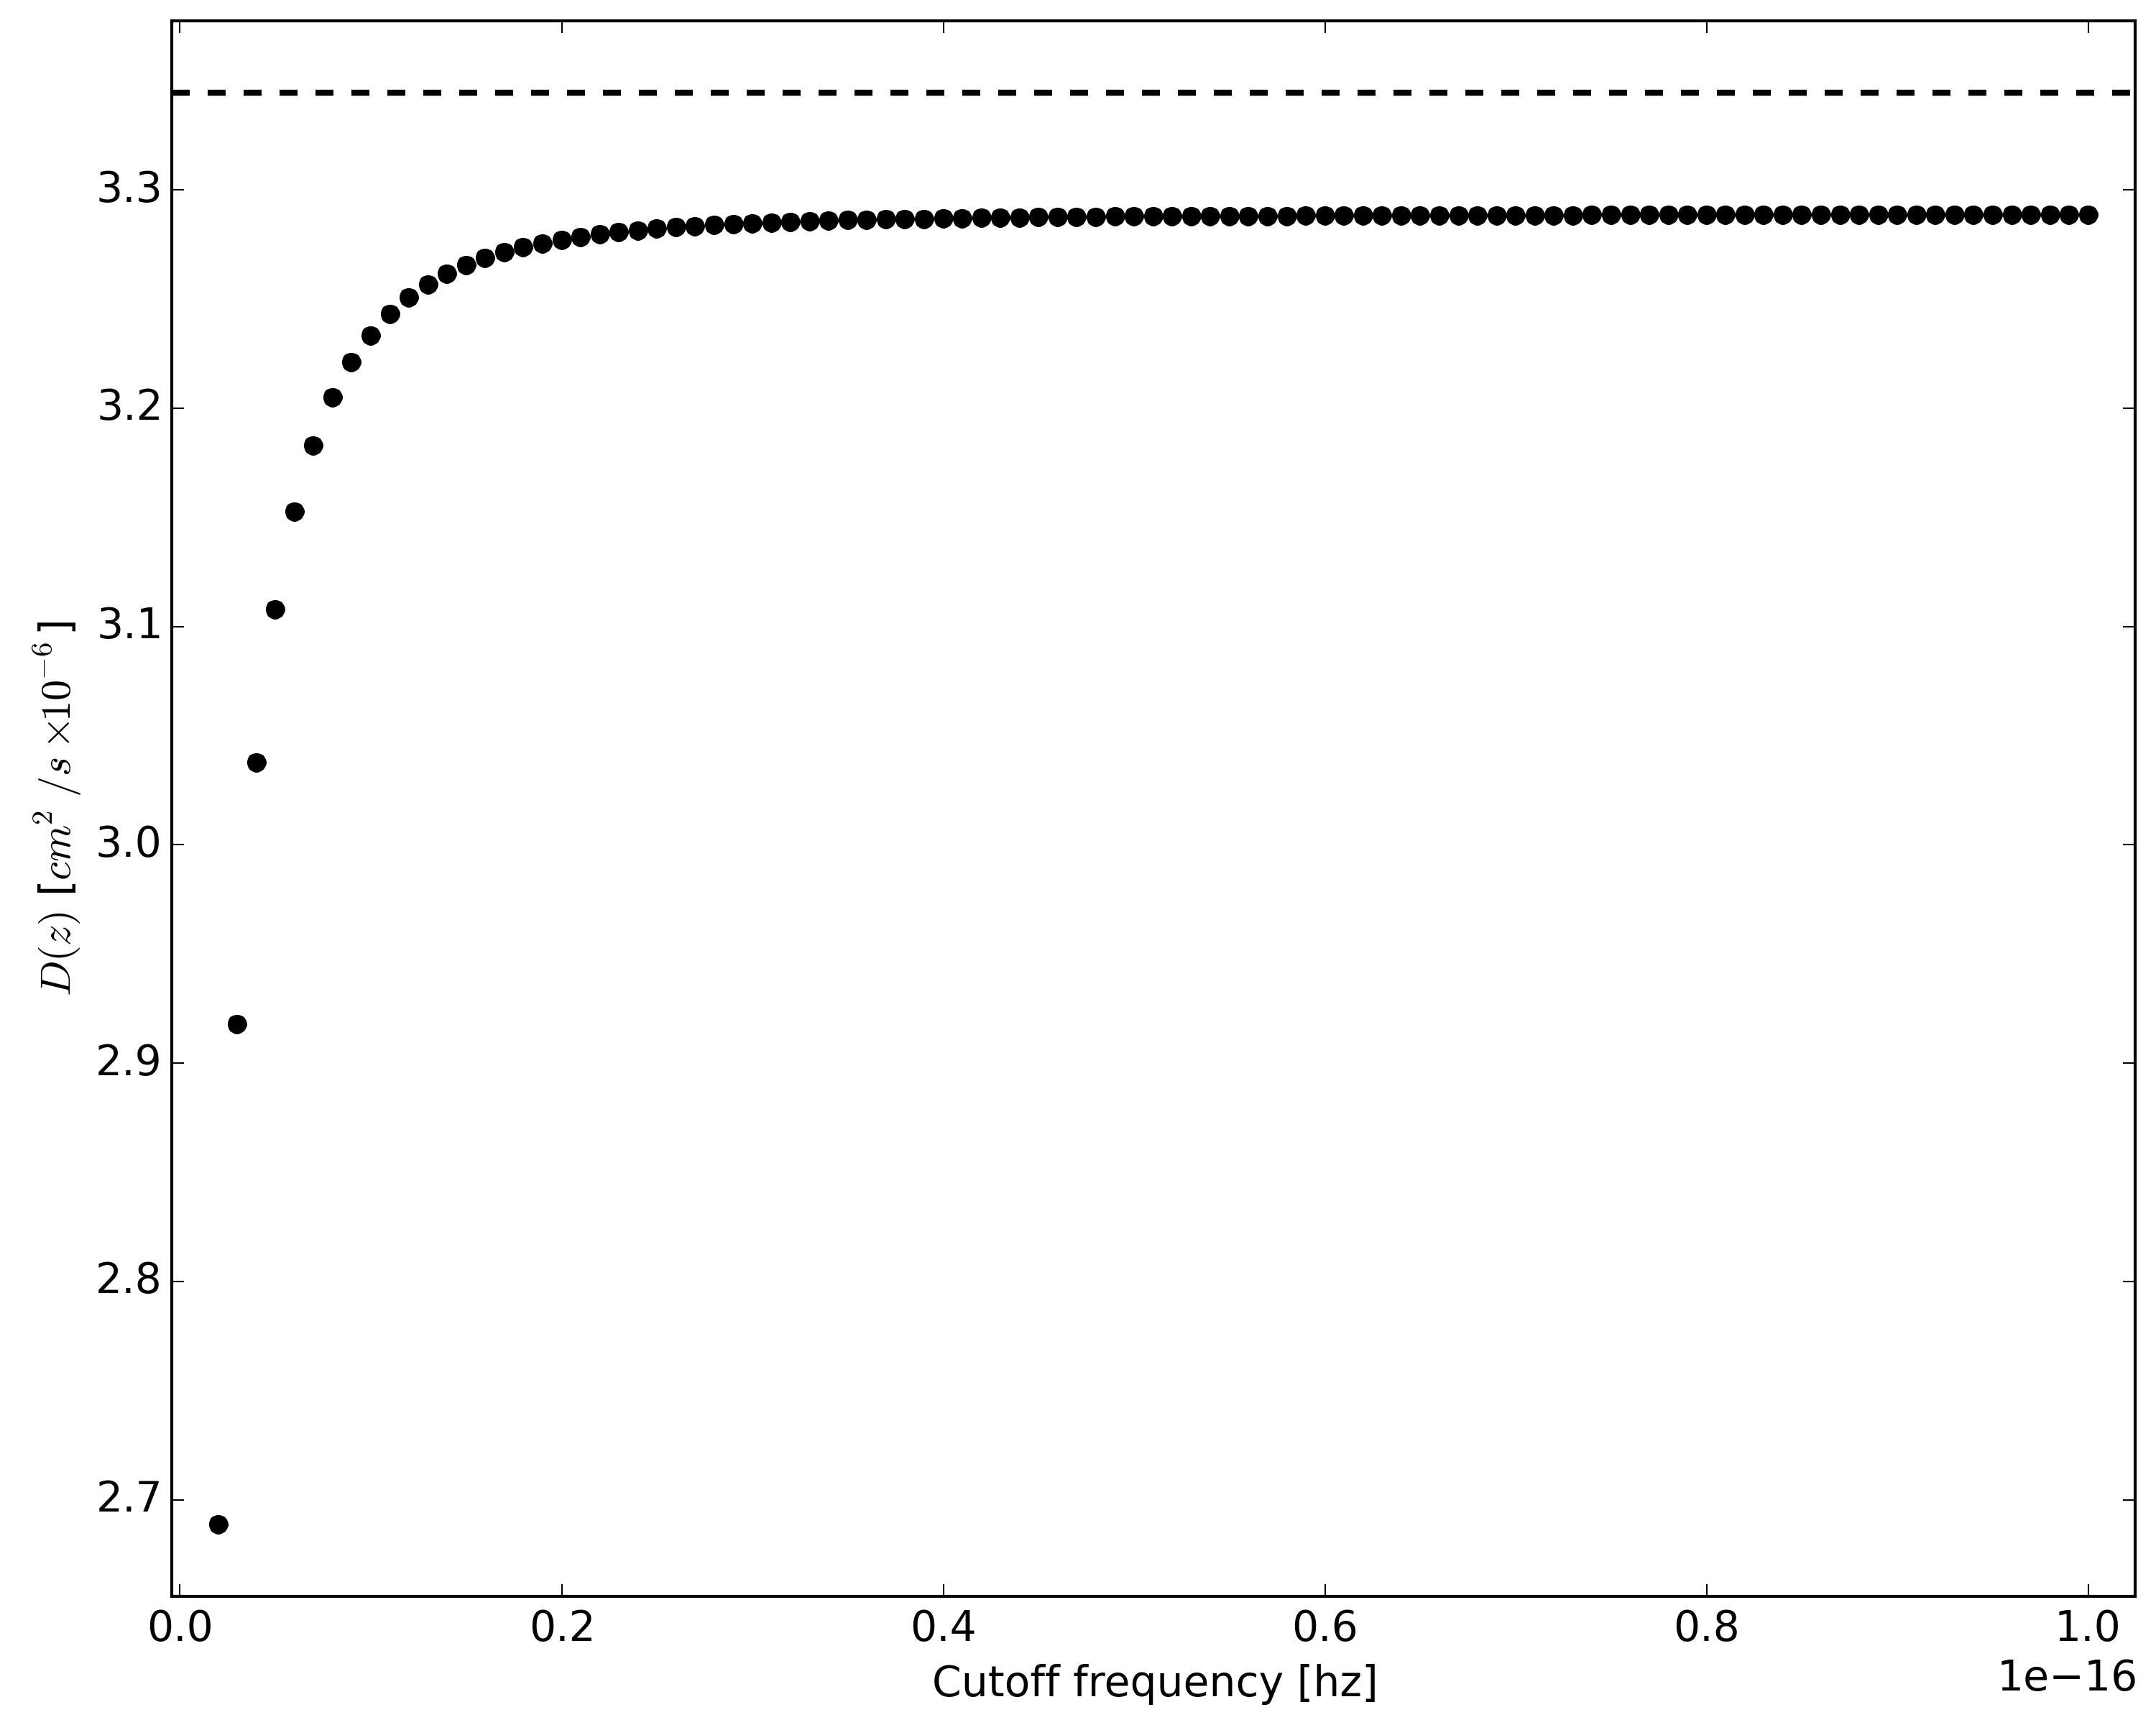 3.3
3.2
3.1
3.0
2.9
2.8
2.7
D(z) [cm² / s ×10⁻⁶]
0.0 0.2 0.4 0.6 0.8 1.0
Cutoff frequency [hz]
1e−16